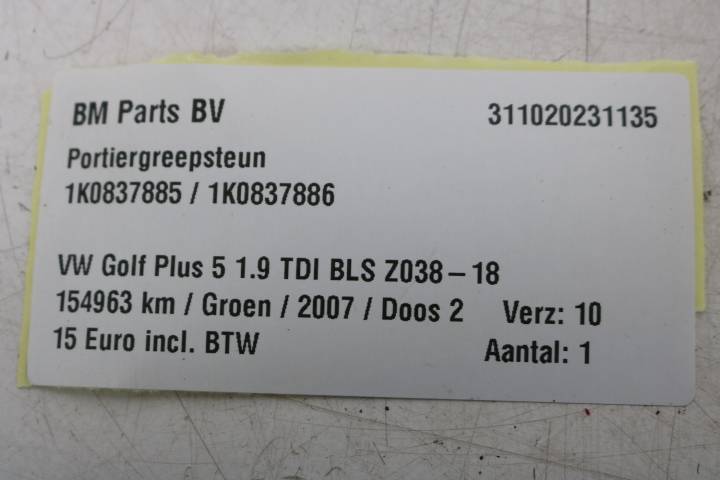 BM Parts BV 311020231135
Portiergreepsteun
1K0837885 / 1K0837886
VW Golf Plus 5 1.9 TDI BLS Z038-18
154963 km / Groen / 2007 / Doos 2 Verz: 10
15 Euro incl. BTW Aantal: 1